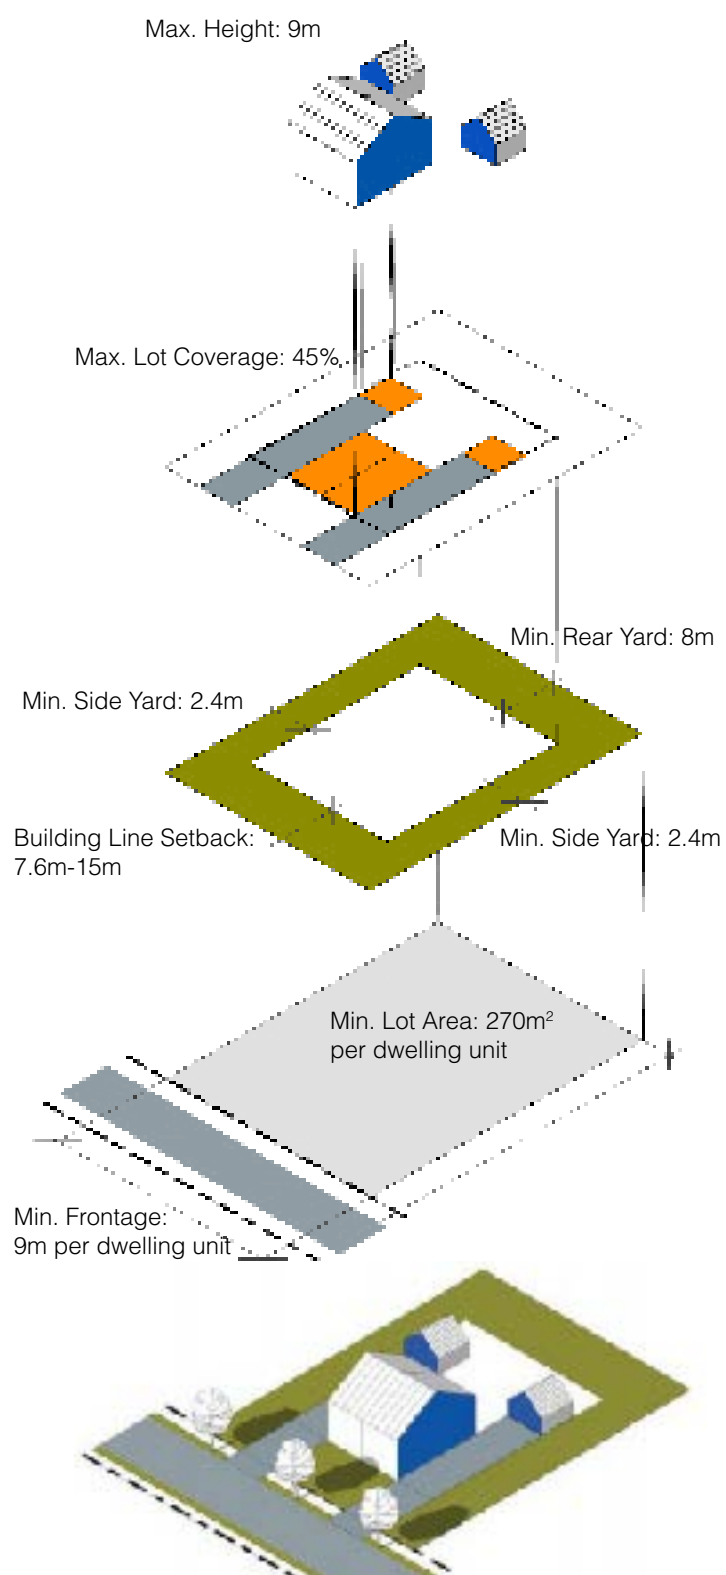 Max. Height: 9m
Max. Lot Coverage: 45%
Min. Rear Yard: 8m
Min. Side Yard: 2.4m
Building Line Setback:
7.6m-15m
Min. Side Yard: 2.4m
Min. Lot Area: 270m²
per dwelling unit
Min. Frontage:
9m per dwelling unit